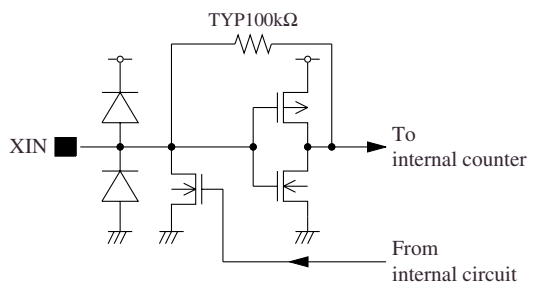 TYP100kΩ
XIN
To
internal counter
From
internal circuit